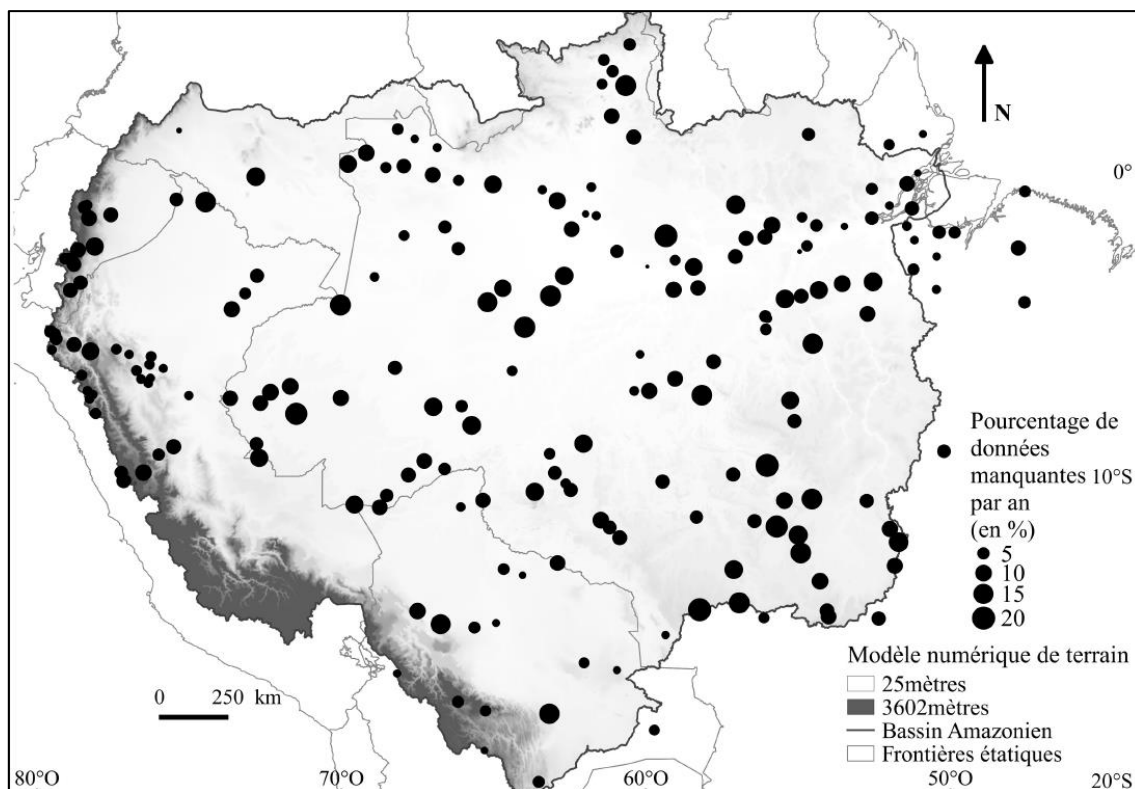 N
0°
Pourcentage de
données
manquantes 10°S
par an
(en %)
5
10
15
20
Modèle numérique de terrain
25mètres
3602mètres
Bassin Amazonien
Frontières étatiques
0 250 km
80°O 70°O 60°O 50°O 20°S